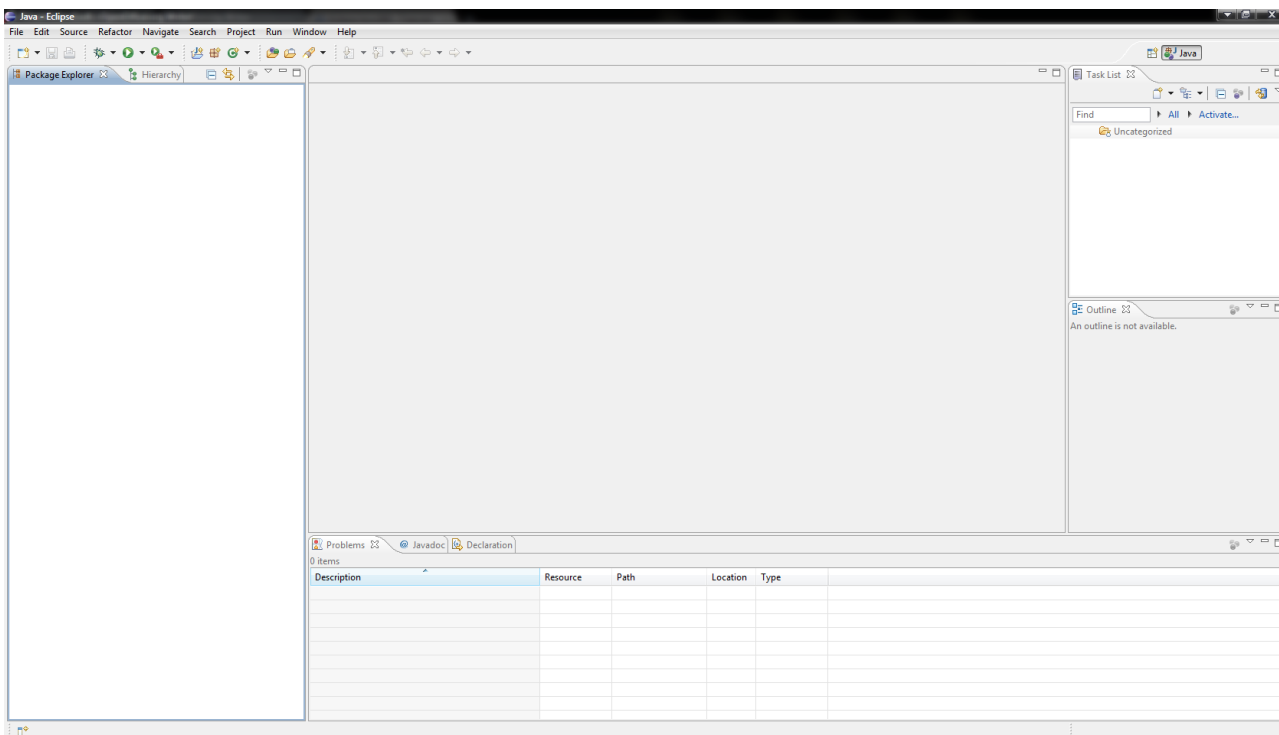 Java - Eclipse
File Edit Source Refactor Navigate Search Project Run Window Help
Java
Package Explorer Hierarchy
Task List
Find All Activate...
Uncategorized
Outline
An outline is not available.
Problems @ Javadoc Declaration
0 items
Description Resource Path Location Type